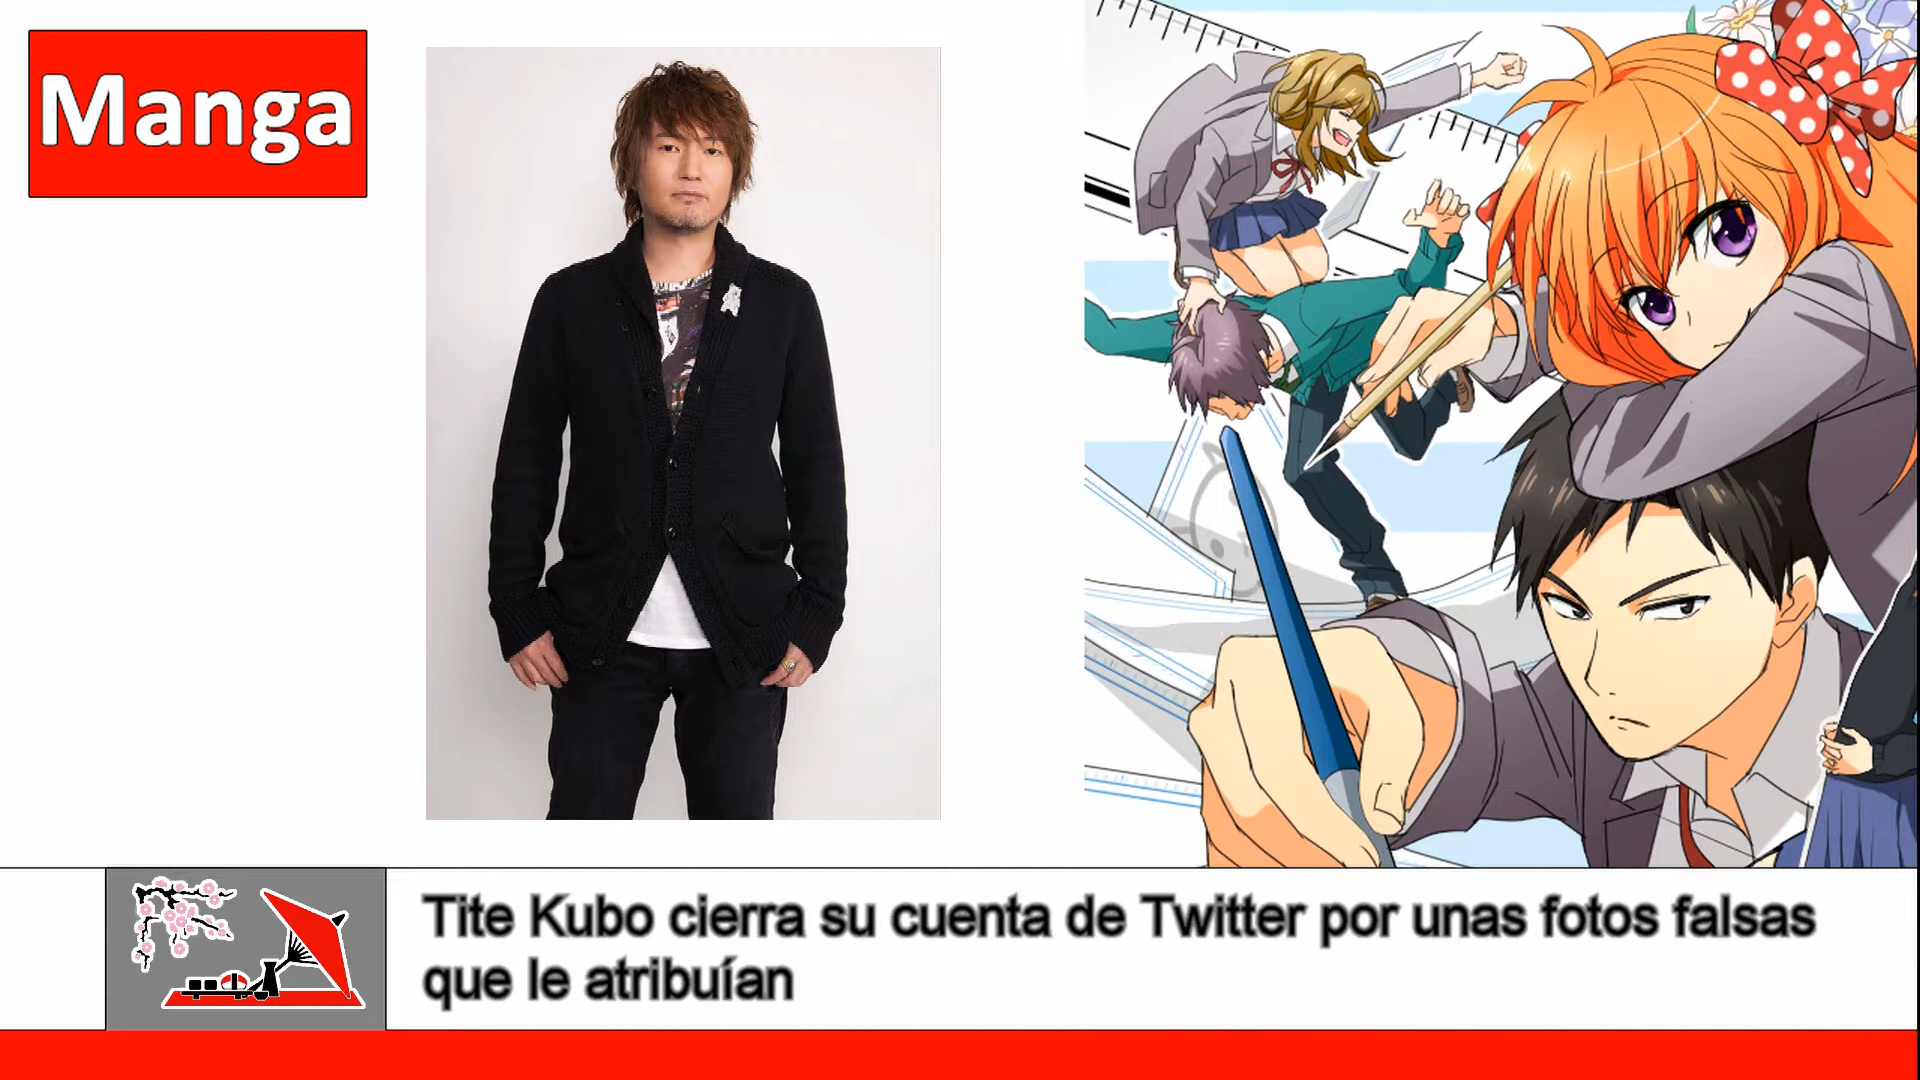 Manga
Tite Kubo cierra su cuenta de Twitter por unas fotos falsas
que le atribuían